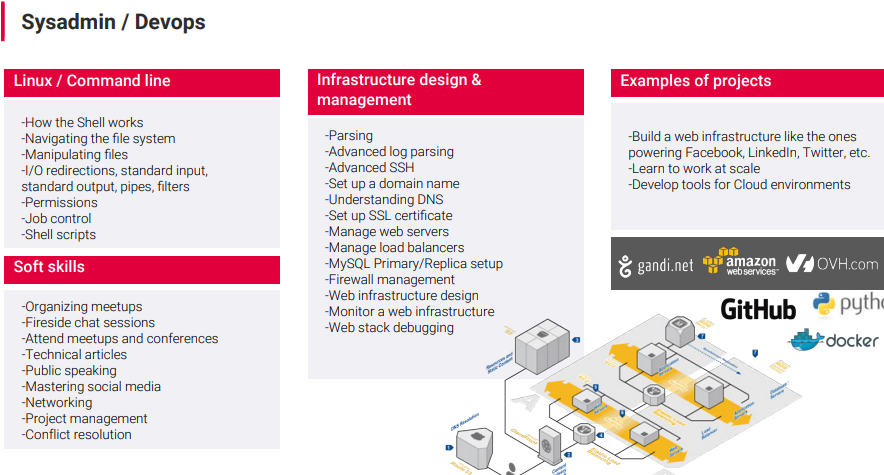 Sysadmin / Devops
Linux / Command line
-How the Shell works
-Navigating the file system
-Manipulating files
-I/O redirections, standard input,
standard output, pipes, filters
-Permissions
-Job control
-Shell scripts
Soft skills
-Organizing meetups
-Fireside chat sessions
-Attend meetups and conferences
-Technical articles
-Public speaking
-Mastering social media
-Networking
-Project management
-Conflict resolution
Infrastructure design &
management
-Parsing
-Advanced log parsing
-Advanced SSH
-Set up a domain name
-Understanding DNS
-Set up SSL certificate
-Manage web servers
-Manage load balancers
-MySQL Primary/Replica setup
-Firewall management
-Web infrastructure design
-Monitor a web infrastructure
-Web stack debugging
Examples of projects
-Build a web infrastructure like the ones
powering Facebook, LinkedIn, Twitter, etc.
-Learn to work at scale
-Develop tools for Cloud environments
gandi.net
amazon
web services™
OVH.com
GitHub
pytho
docker
DNS Resolution